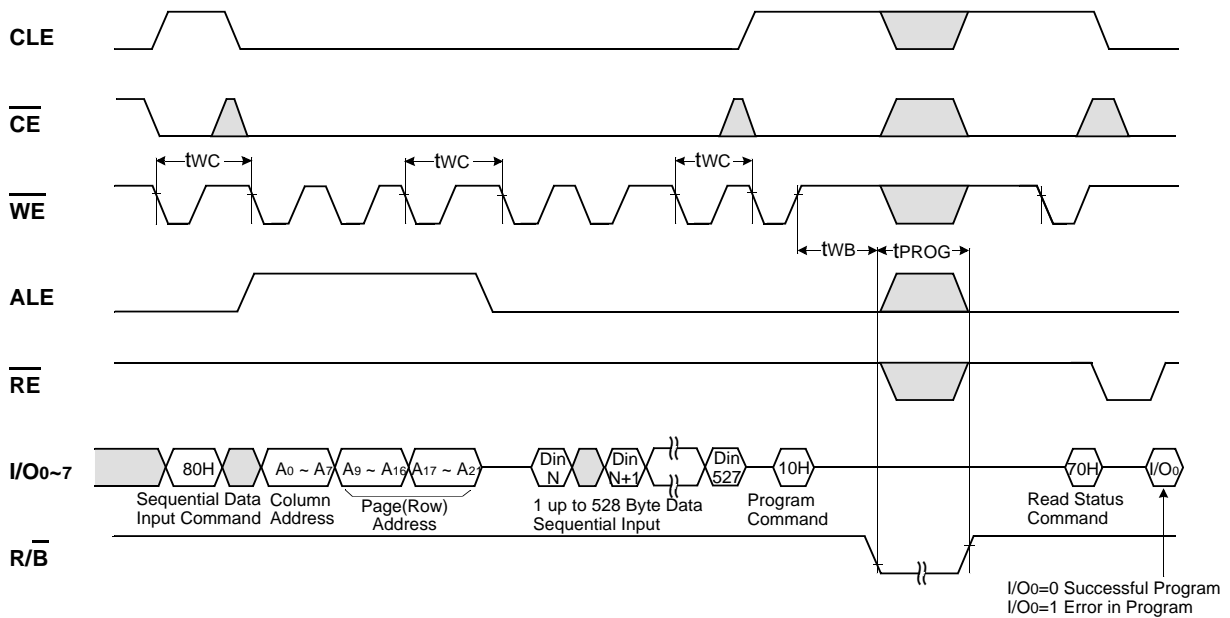 CLE
CE
tWC
tWC
tWC
WE
tWB
tPROG
ALE
RE
I/O0~7
80H
A0 ~ A7
A9 ~ A16
A17 ~ A21
Din
N
Din
N+1
Din
527
10H
70H
I/O0
Sequential Data
Input Command
Column
Address
Page(Row)
Address
1 up to 528 Byte Data
Sequential Input
Program
Command
Read Status
Command
R/B
I/O0=0 Successful Program
I/O0=1 Error in Program